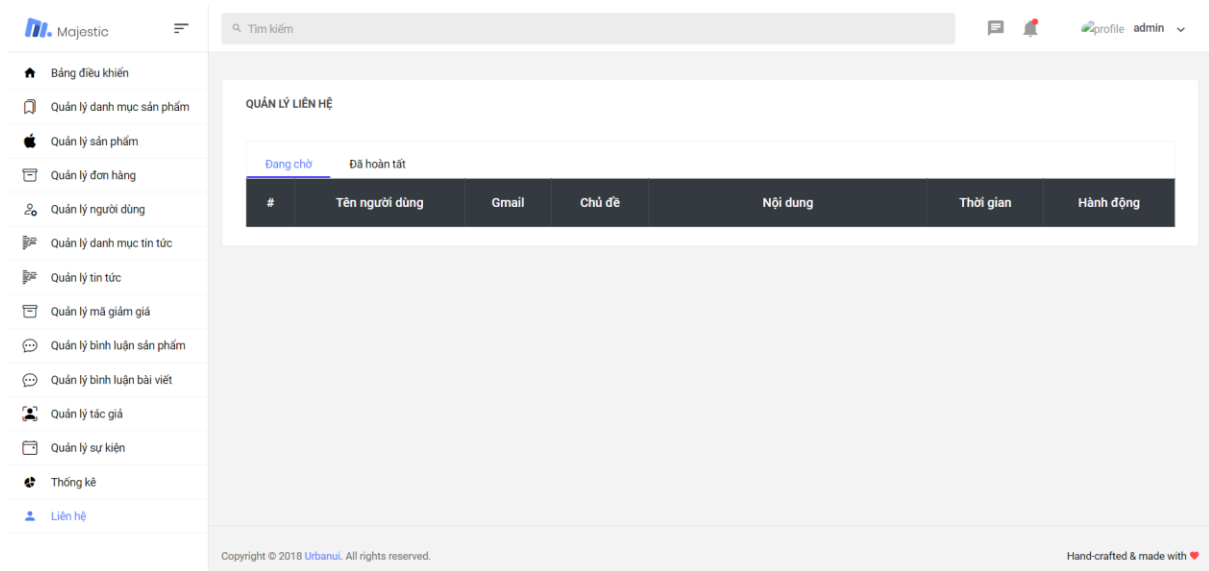 Majestic
Tìm kiếm
profile admin
Bảng điều khiển
Quản lý danh mục sản phẩm
Quản lý sản phẩm
Quản lý đơn hàng
Quản lý người dùng
Quản lý danh mục tin tức
Quản lý tin tức
Quản lý mã giảm giá
Quản lý bình luận sản phẩm
Quản lý bình luận bài viết
Quản lý tác giả
Quản lý sự kiện
Thống kê
Liên hệ
QUẢN LÝ LIÊN HỆ
Đang chờ Đã hoàn tất
# Tên người dùng Gmail Chủ đề Nội dung Thời gian Hành động
Copyright © 2018 Urbanui. All rights reserved.
Hand-crafted & made with